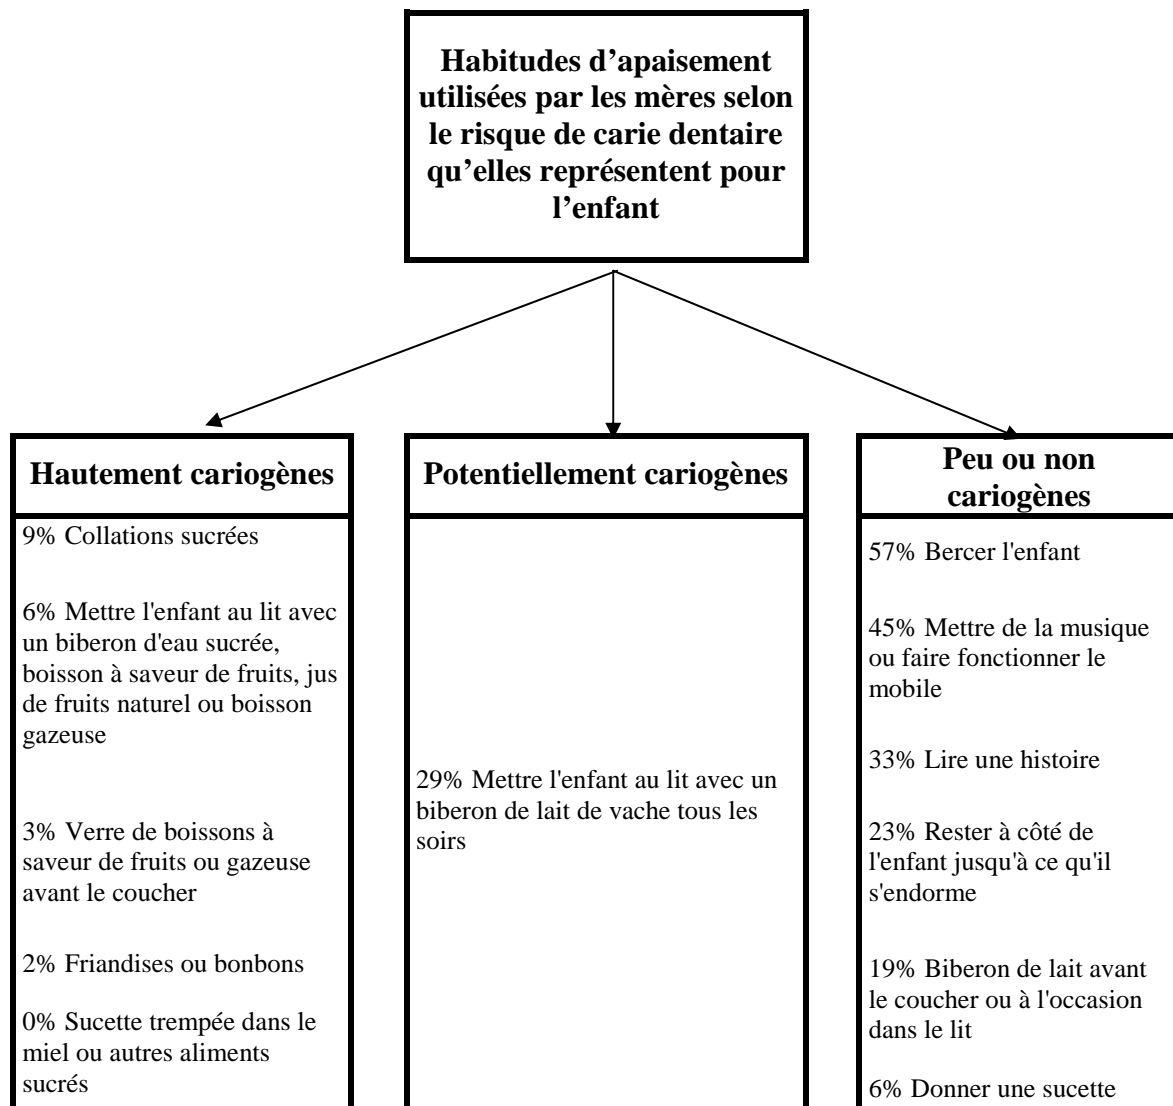 Habitudes d'apaisement
utilisées par les mères selon
le risque de carie dentaire
qu'elles représentent pour
l'enfant
Hautement cariogènes
9% Collations sucrées
6% Mettre l'enfant au lit avec
un biberon d'eau sucrée,
boisson à saveur de fruits, jus
de fruits naturel ou boisson
gazeuse
3% Verre de boissons à
saveur de fruits ou gazeuse
avant le coucher
2% Friandises ou bonbons
0% Sucette trempée dans le
miel ou autres aliments
sucrés
Potentiellement cariogènes
29% Mettre l'enfant au lit avec un
biberon de lait de vache tous les
soirs
Peu ou non
cariogènes
57% Bercer l'enfant
45% Mettre de la musique
ou faire fonctionner le
mobile
33% Lire une histoire
23% Rester à côté de
l'enfant jusqu'à ce qu'il
s'endorme
19% Biberon de lait avant
le coucher ou à l'occasion
dans le lit
6% Donner une sucette